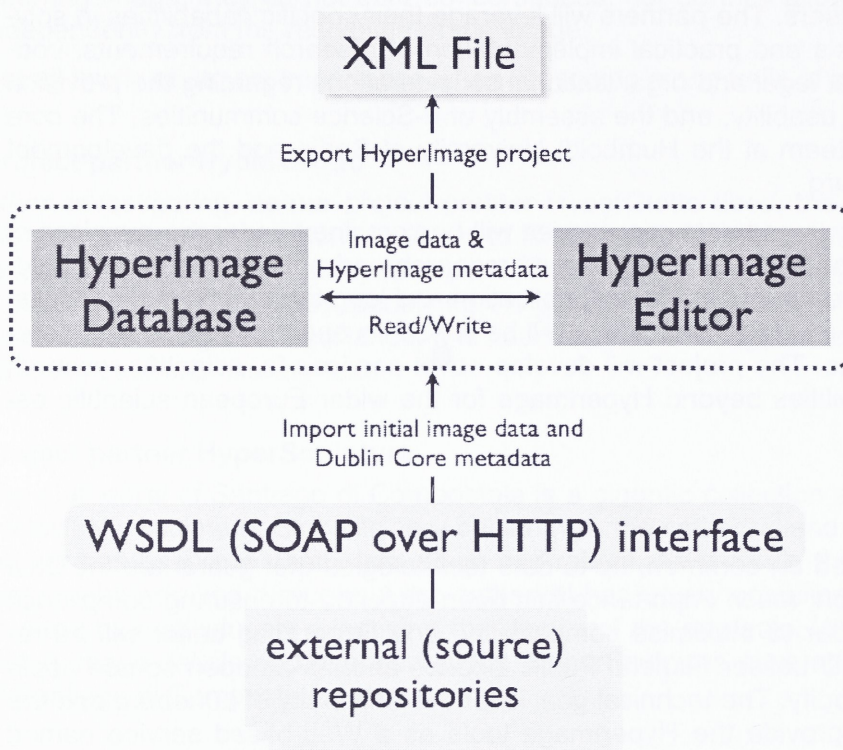 XML File
Export HyperImage project
HyperImage Database
Image data &
HyperImage metadata
Read/Write
HyperImage Editor
Import initial image data and
Dublin Core metadata
WSDL (SOAP over HTTP) interface
external (source)
repositories